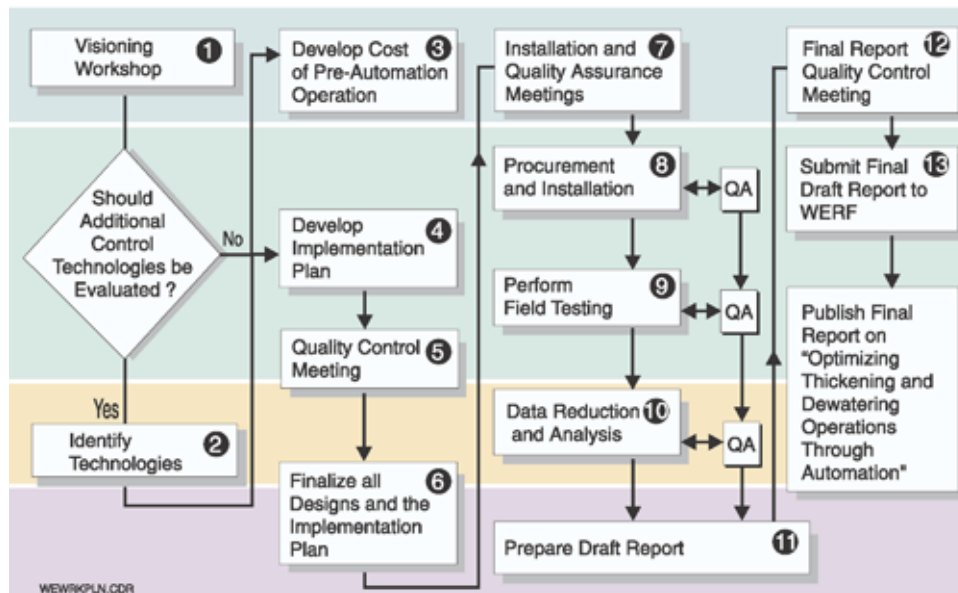 Visioning
Workshop
1
Should
Additional
Control
Technologies be
Evaluated ?
No
Yes
Identify
Technologies
2
Develop Cost
of Pre-Automation
Operation
3
Develop
Implementation
Plan
4
Quality Control
Meeting
5
Finalize all
Designs and the
Implementation
Plan
6
Installation and
Quality Assurance
Meetings
7
Procurement
and Installation
8
QA
Perform
Field Testing
9
QA
Data Reduction
and Analysis
10
QA
Prepare Draft Report
11
Final Report
Quality Control
Meeting
12
Submit Final
Draft Report to
WERF
13
Publish Final
Report on
"Optimizing
Thickening and
Dewatering
Operations
Through
Automation"
WEWRKPLN.CDR